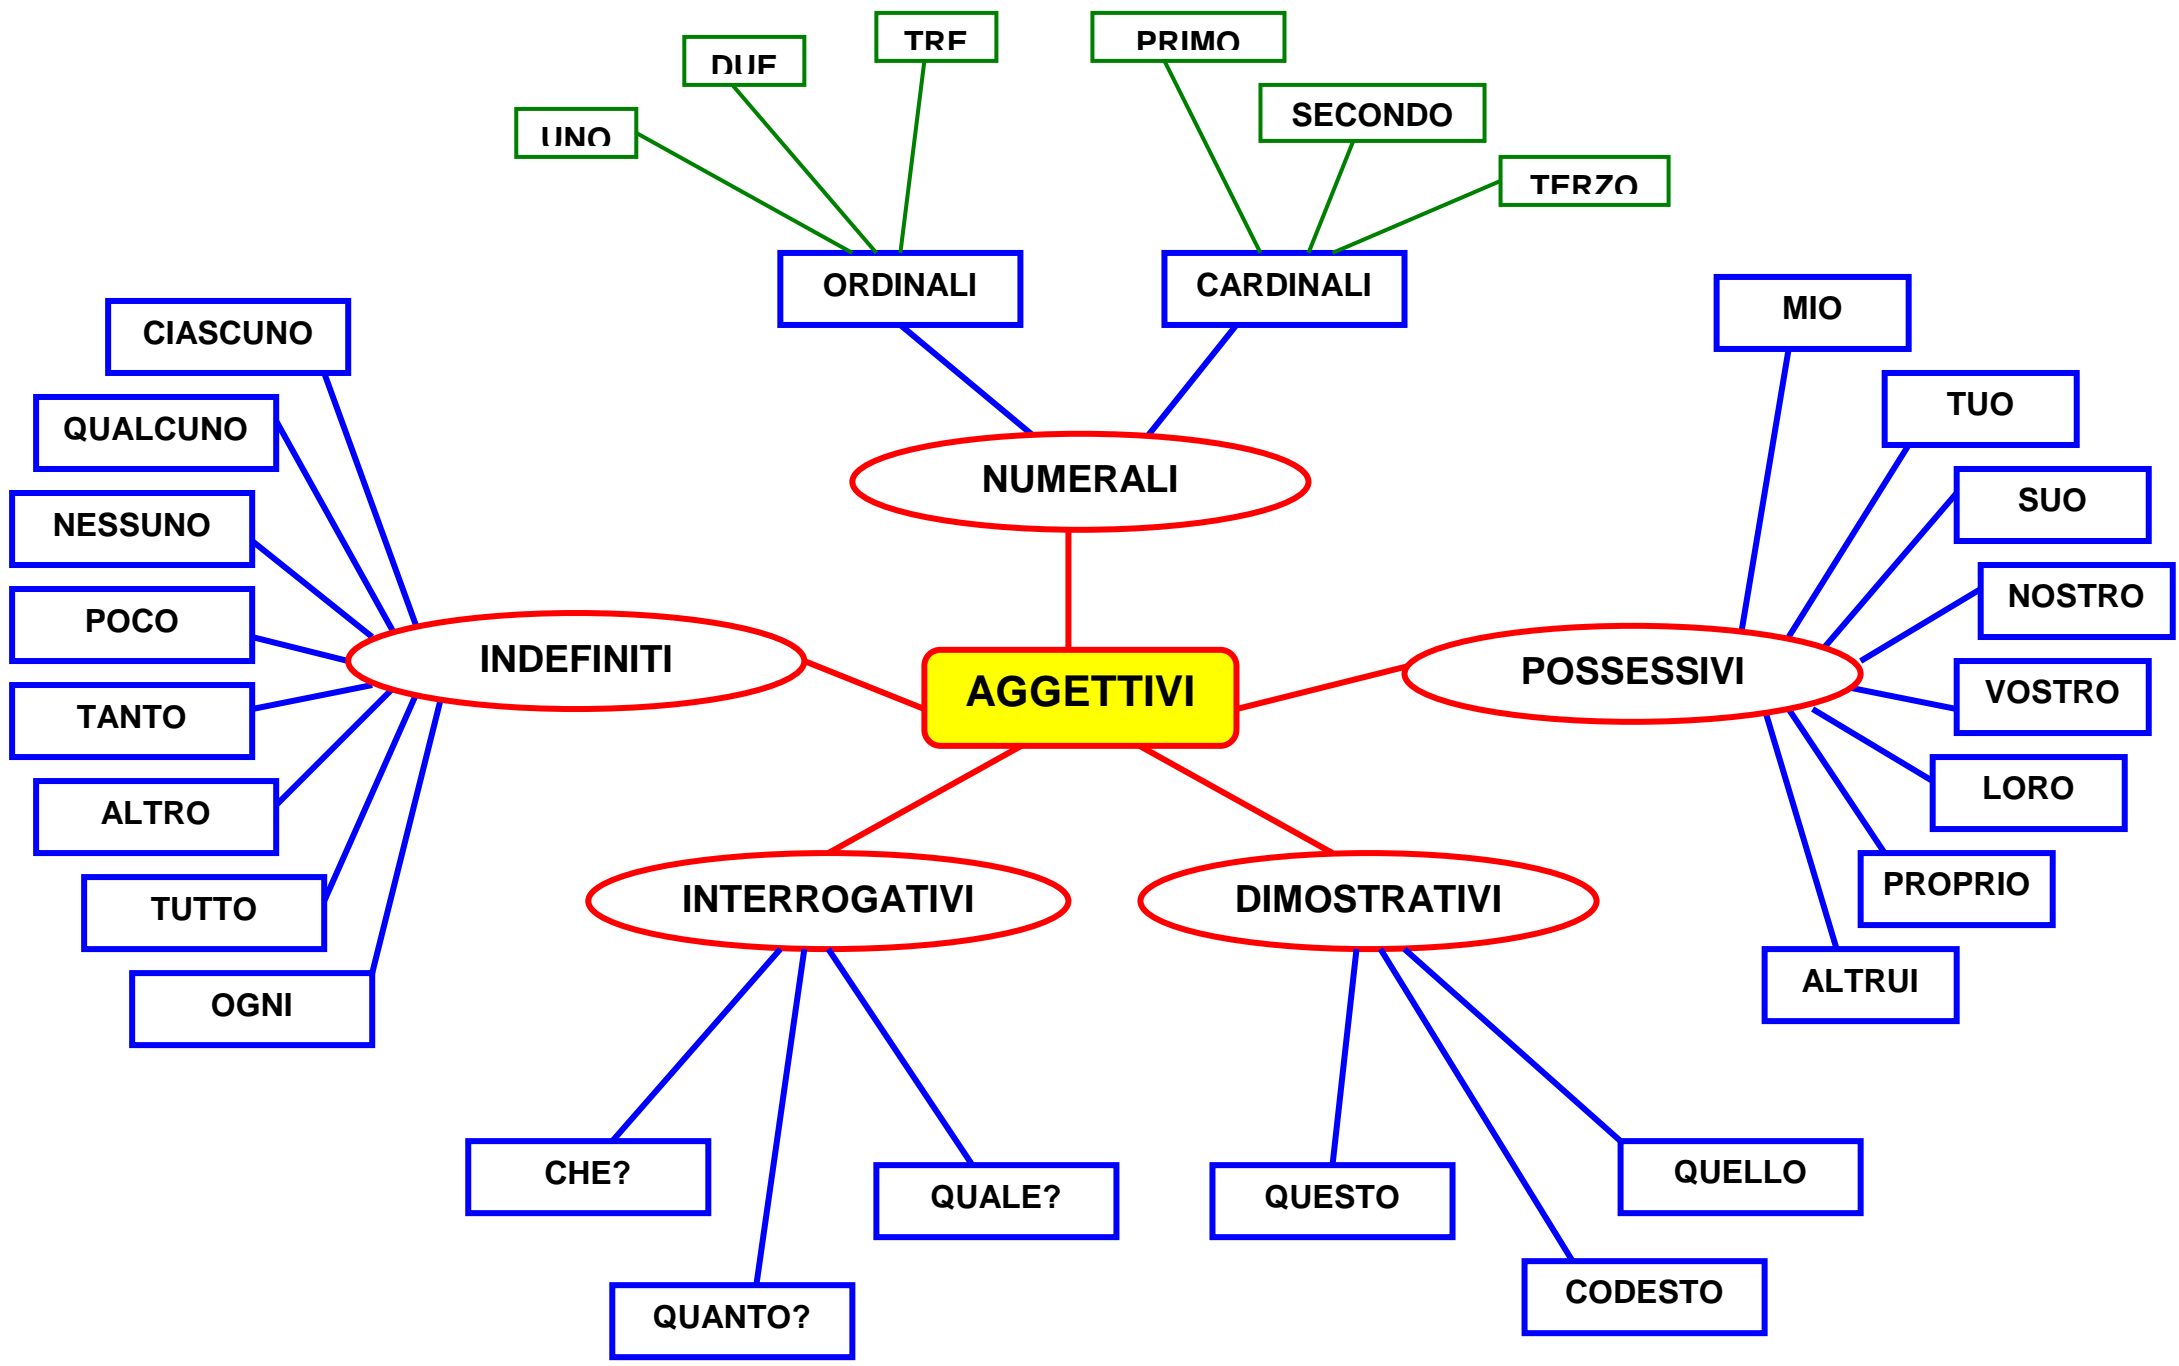 TRE
PRIMO
DUE
SECONDO
UNO
TERZO
ORDINALI
CARDINALI
MIO
CIASCUNO
TUO
QUALCUNO
NUMERALI
SUO
NESSUNO
NOSTRO
POCO
INDEFINITI
POSSESSIVI
AGGETTIVI
VOSTRO
TANTO
LORO
ALTRO
PROPRIO
INTERROGATIVI
DIMOSTRATIVI
TUTTO
ALTRUI
OGNI
CHE?
QUELLO
QUALE?
QUESTO
CODESTO
QUANTO?